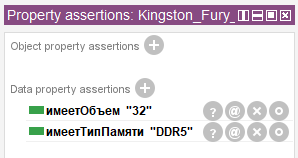 Property assertions: Kingston_Fury_
Object property assertions
Data property assertions
имеетОбъем "32"
имеетТипПамяти "DDR5"